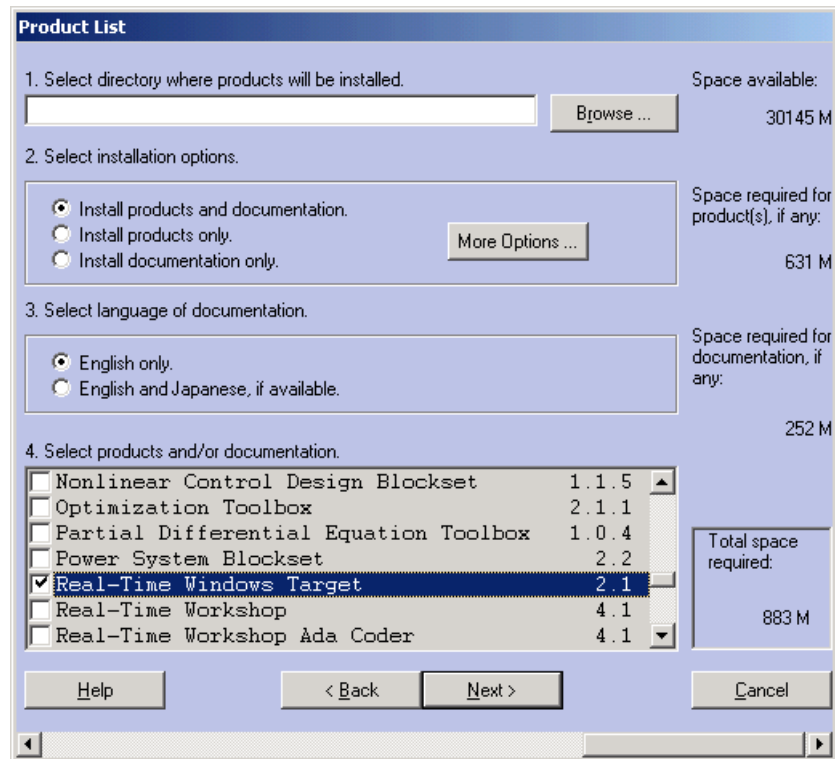 Product List
1. Select directory where products will be installed.
Browse ...
Space available:
30145 M
2. Select installation options.
Install products and documentation.
Install products only.
Install documentation only.
More Options ...
Space required for
product(s), if any:
631 M
3. Select language of documentation.
English only.
English and Japanese, if available.
Space required for
documentation, if
any:
252 M
4. Select products and/or documentation.
Nonlinear Control Design Blockset 1.1.5
Optimization Toolbox 2.1.1
Partial Differential Equation Toolbox 1.0.4
Power System Blockset 2.2
Real-Time Windows Target 2.1
Real-Time Workshop 4.1
Real-Time Workshop Ada Coder 4.1
Total space
required:
883 M
Help
< Back
Next >
Cancel